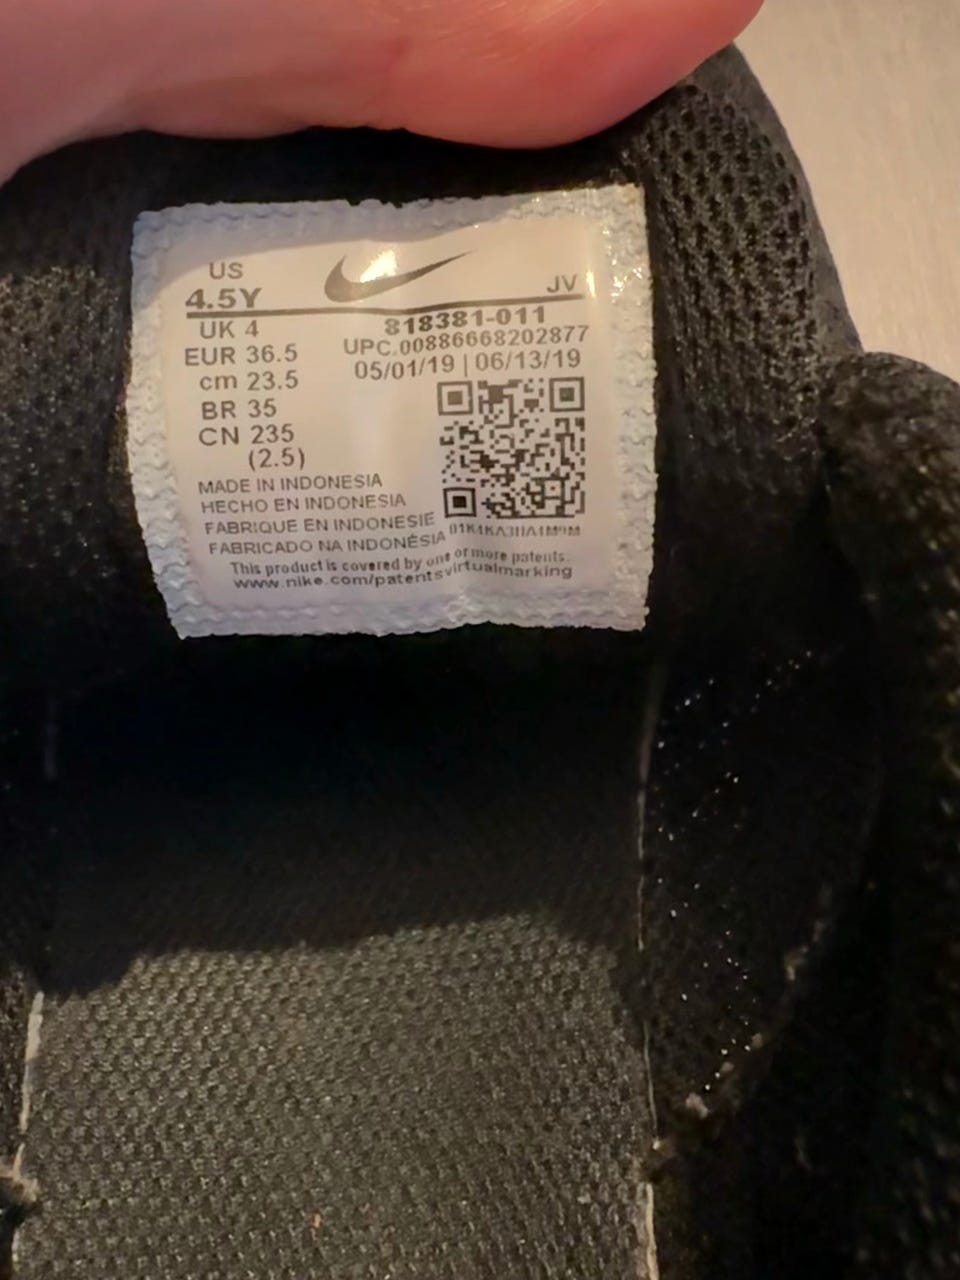 US
4.5Y
JV
UK 4
EUR 36.5
cm 23.5
BR 35
CN 235
(2.5)
818381-011
UPC.00886668202877
05/01/19 | 06/13/19
MADE IN INDONESIA
HECHO EN INDONESIA
FABRIQUE EN INDONESIE
FABRICADO NA INDONÉSIA
This product is covered by one or more patents.
www.nike.com/patentsvirtualmarking